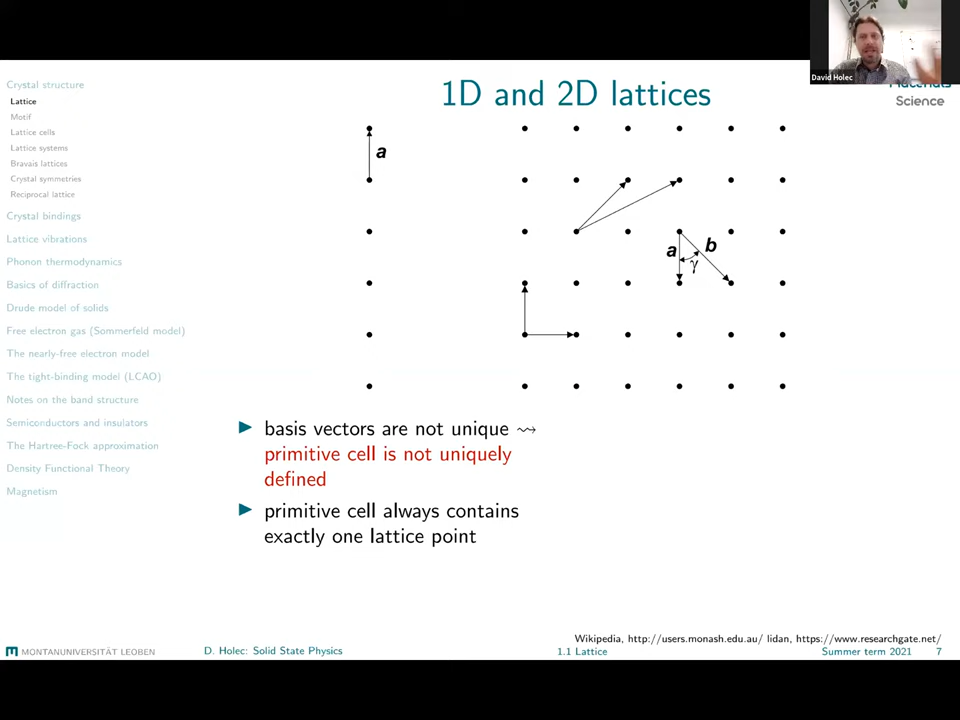 David Holec
Materials
Science
Crystal structure
Lattice
Motif
Lattice cells
Lattice systems
Bravais lattices
Crystal symmetries
Reciprocal lattice
Crystal bindings
Lattice vibrations
Phonon thermodynamics
Basics of diffraction
Drude model of solids
Free electron gas (Sommerfeld model)
The nearly-free electron model
The tight-binding model (LCAO)
Notes on the band structure
Semiconductors and insulators
The Hartree-Fock approximation
Density Functional Theory
Magnetism
1D and 2D lattices
a
a
b
γ
▶ basis vectors are not unique ⇝
primitive cell is not uniquely
defined
▶ primitive cell always contains
exactly one lattice point
Wikipedia, http://users.monash.edu.au/ lidan, https://www.researchgate.net/
MONTANUNIVERSITÄT LEOBEN
D. Holec: Solid State Physics
1.1 Lattice
Summer term 2021
7